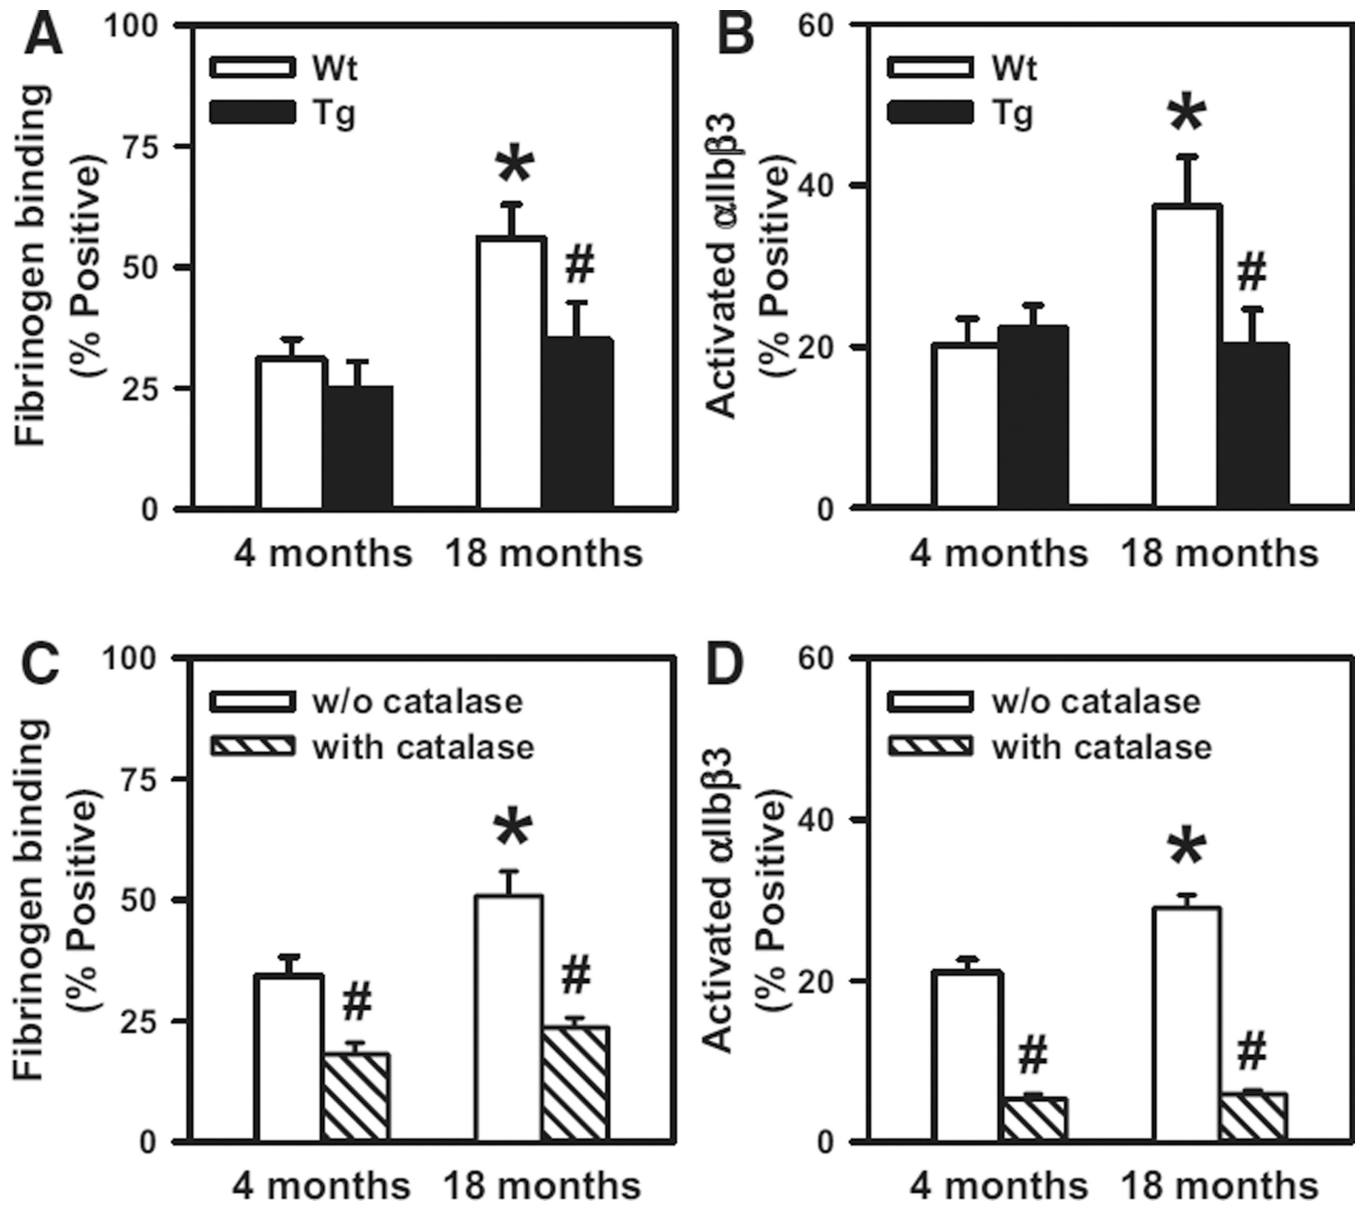 A
Fibrinogen binding
(% Positive)
100
75
50
25
0
Wt
Tg
*
#
4 months 18 months
B
Activated αIIbβ3
(% Positive)
60
40
20
0
Wt
Tg
*
#
4 months 18 months
C
Fibrinogen binding
(% Positive)
100
75
50
25
0
w/o catalase
with catalase
#
*
#
4 months 18 months
D
Activated αIIbβ3
(% Positive)
60
40
20
0
w/o catalase
with catalase
#
*
#
4 months 18 months